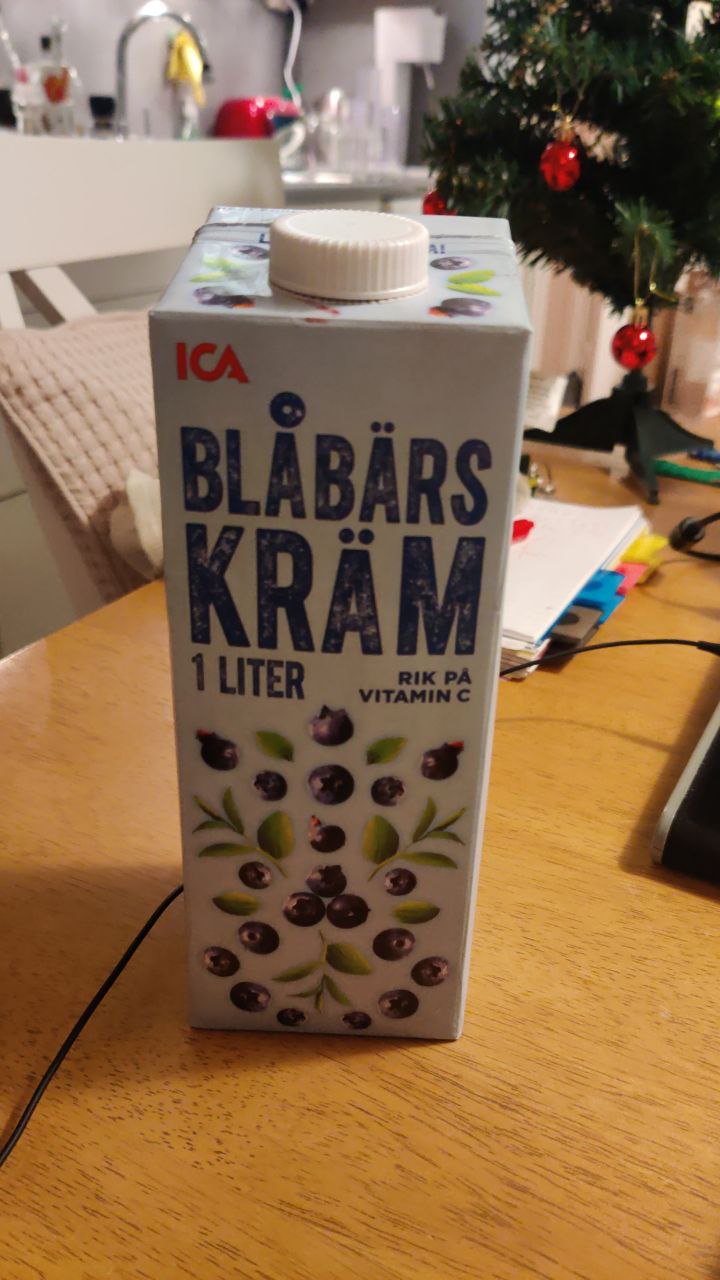 ICA
BLÅBÄRS
KRÄM
1 LITER
RIK PÅ
VITAMIN C